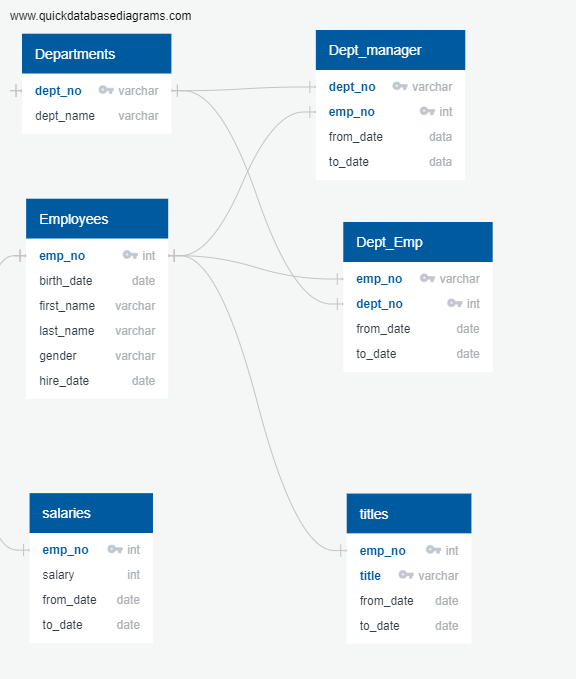 www.quickdatabasediagrams.com
Departments
dept_no varchar
dept_name varchar
Dept_manager
dept_no varchar
emp_no int
from_date data
to_date data
Employees
emp_no int
birth_date date
first_name varchar
last_name varchar
gender varchar
hire_date date
Dept_Emp
emp_no varchar
dept_no int
from_date date
to_date date
salaries
emp_no int
salary int
from_date date
to_date date
titles
emp_no int
title varchar
from_date date
to_date date